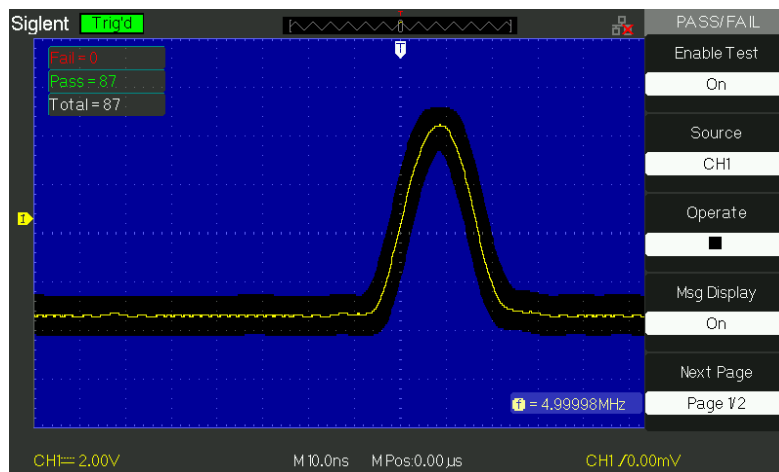 Siglent Trig'd
T
PASS/FAIL
Fail = 0
Pass = 87
Total = 87
Enable Test
On
Source
CH1
Operate
Msg Display
On
Next Page
Page 1/2
f = 4.99998MHz
CH1 2.00V M 10.0ns M Pos:0.00μs CH1 0.00mV